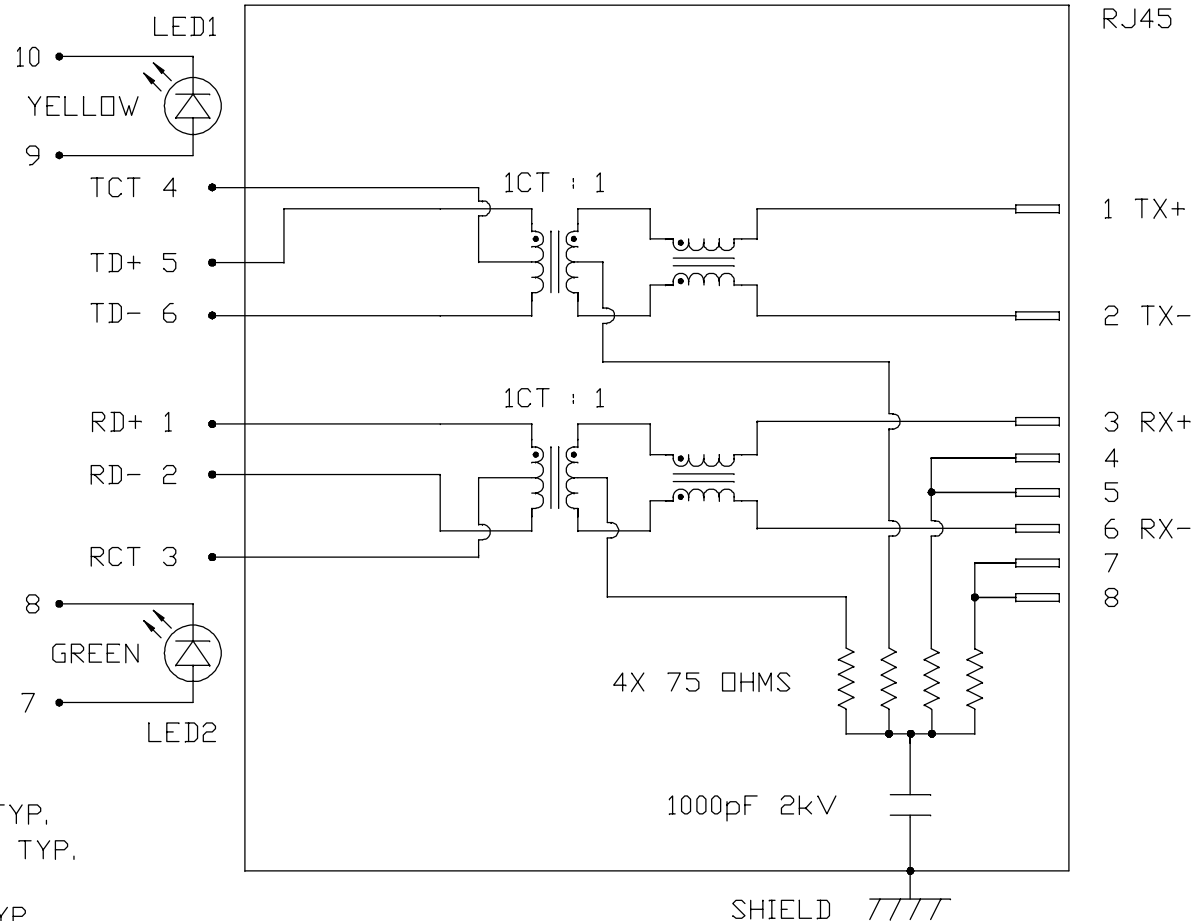 LED1
RJ45
10
YELLOW
9
TCT 4
1CT : 1
1 TX+
TD+ 5
TD- 6
2 TX-
1CT : 1
RD+ 1
3 RX+
4
RD- 2
5
6 RX-
RCT 3
7
8
8
GREEN
4X 75 OHMS
7
LED2
1000pF 2kV
TYP.
TYP.
SHIELD